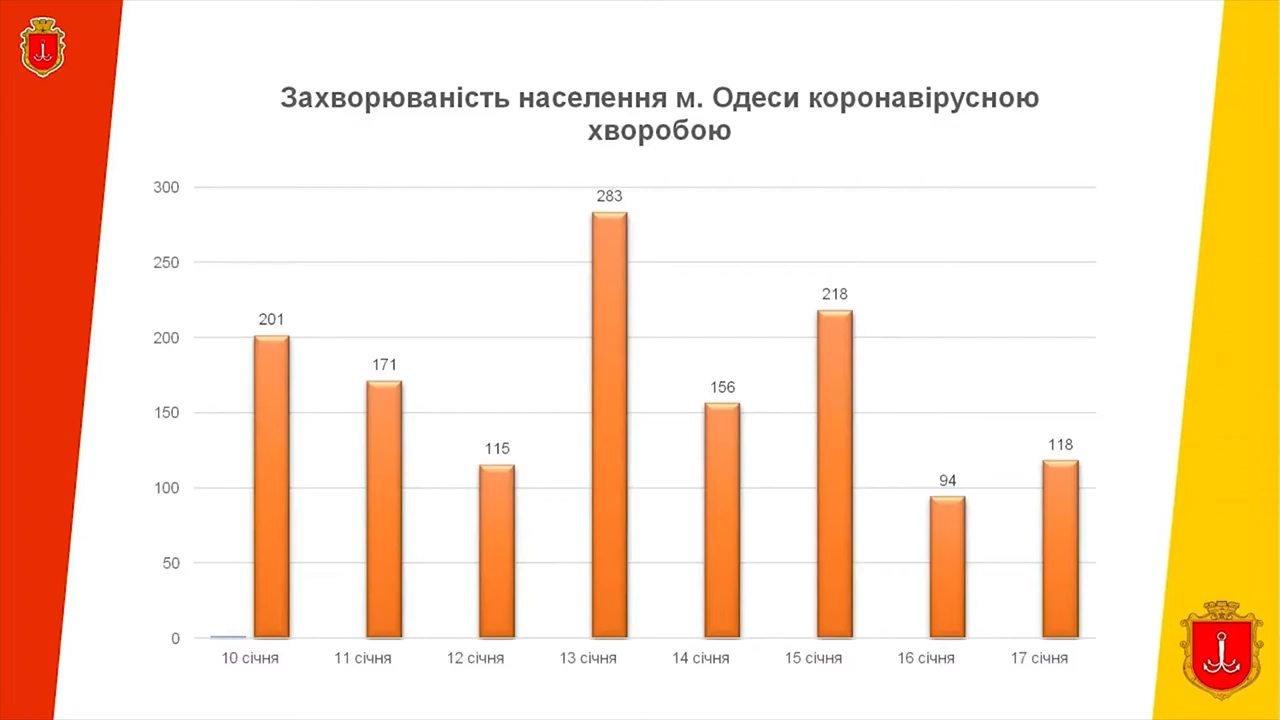 Захворюваність населення м. Одеси коронавірусною
хворобою
300
250
200
150
100
50
0
201
171
115
283
156
218
94
118
10 січня
11 січня
12 січня
13 січня
14 січня
15 січня
16 січня
17 січня